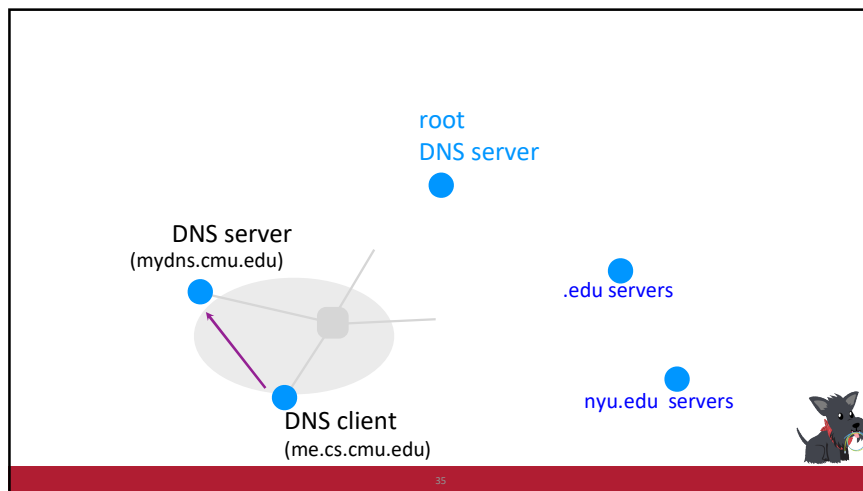 root
DNS server
DNS server
(mydns.cmu.edu)
.edu servers
nyu.edu  servers
DNS client
(me.cs.cmu.edu)
35